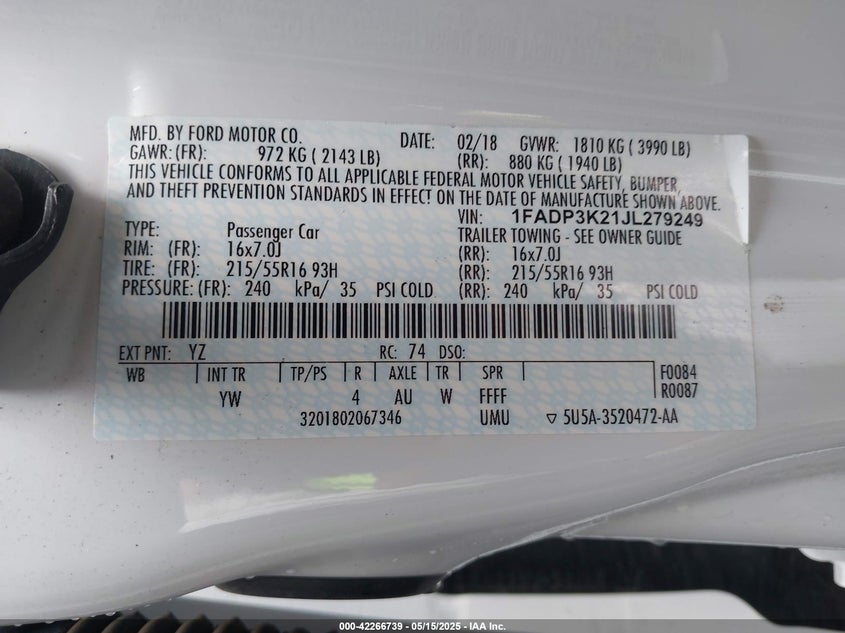 MFD. BY FORD MOTOR CO. DATE: 02/18 GVWR: 1810 KG ( 3990 LB)
GAWR: (FR): 972 KG ( 2143 LB) (RR): 880 KG ( 1940 LB)
THIS VEHICLE CONFORMS TO ALL APPLICABLE FEDERAL MOTOR VEHICLE SAFETY, BUMPER,
AND THEFT PREVENTION STANDARDS IN EFFECT ON THE DATE OF MANUFACTURE SHOWN ABOVE.
VIN: 1FADP3K21JL279249
TYPE: Passenger Car TRAILER TOWING - SEE OWNER GUIDE
RIM: (FR): 16x7.0J (RR): 16x7.0J
TIRE: (FR): 215/55R16 93H (RR): 215/55R16 93H
PRESSURE: (FR): 240 kPa/ 35 PSI COLD (RR): 240 kPa/ 35 PSI COLD
EXT PNT: YZ RC: 74 DSO:
WB INT TR TP/PS R AXLE TR SPR F0084
YW 4 AU W FFFF R0087
3201802067346 UMU ▽ 5U5A-3520472-AA
000-42266739 - 05/15/2025 - IAA Inc.